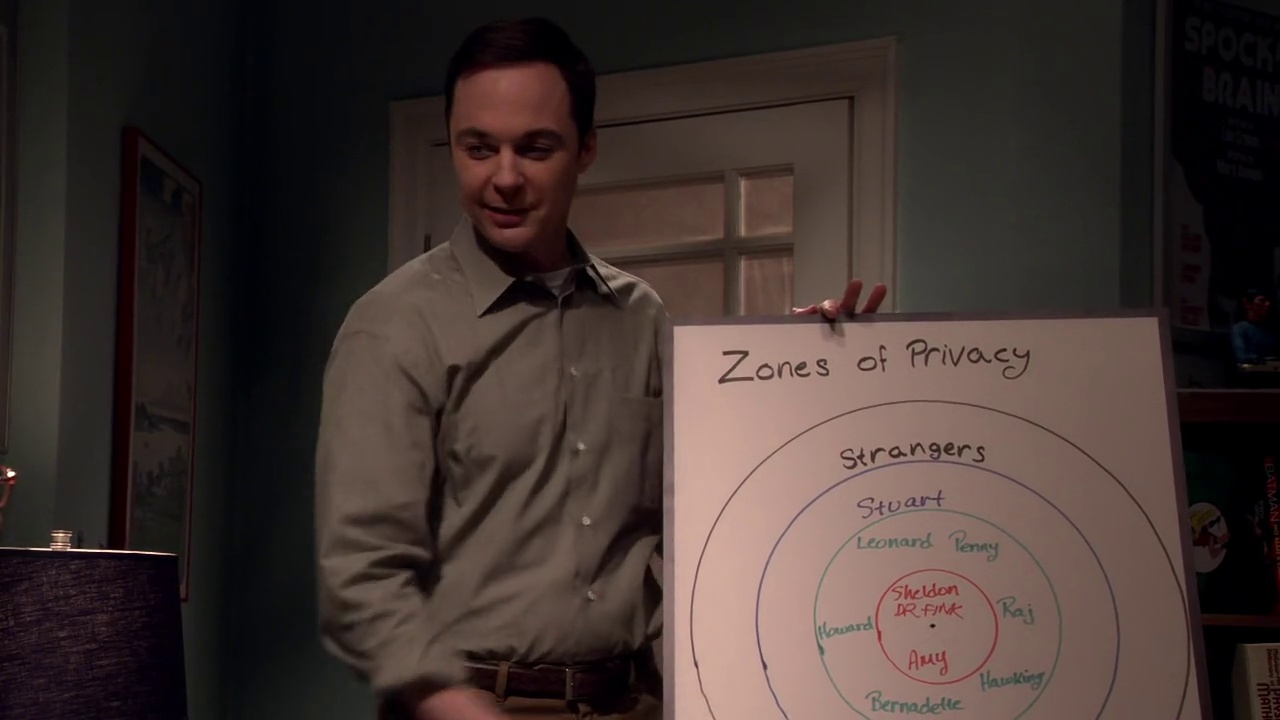 SPOCK'S
BRAIN
Zones of Privacy
Strangers
Stuart
Leonard Penny
Sheldon
DR FINK
Howard
Raj
Amy
Hawking
Bernadette